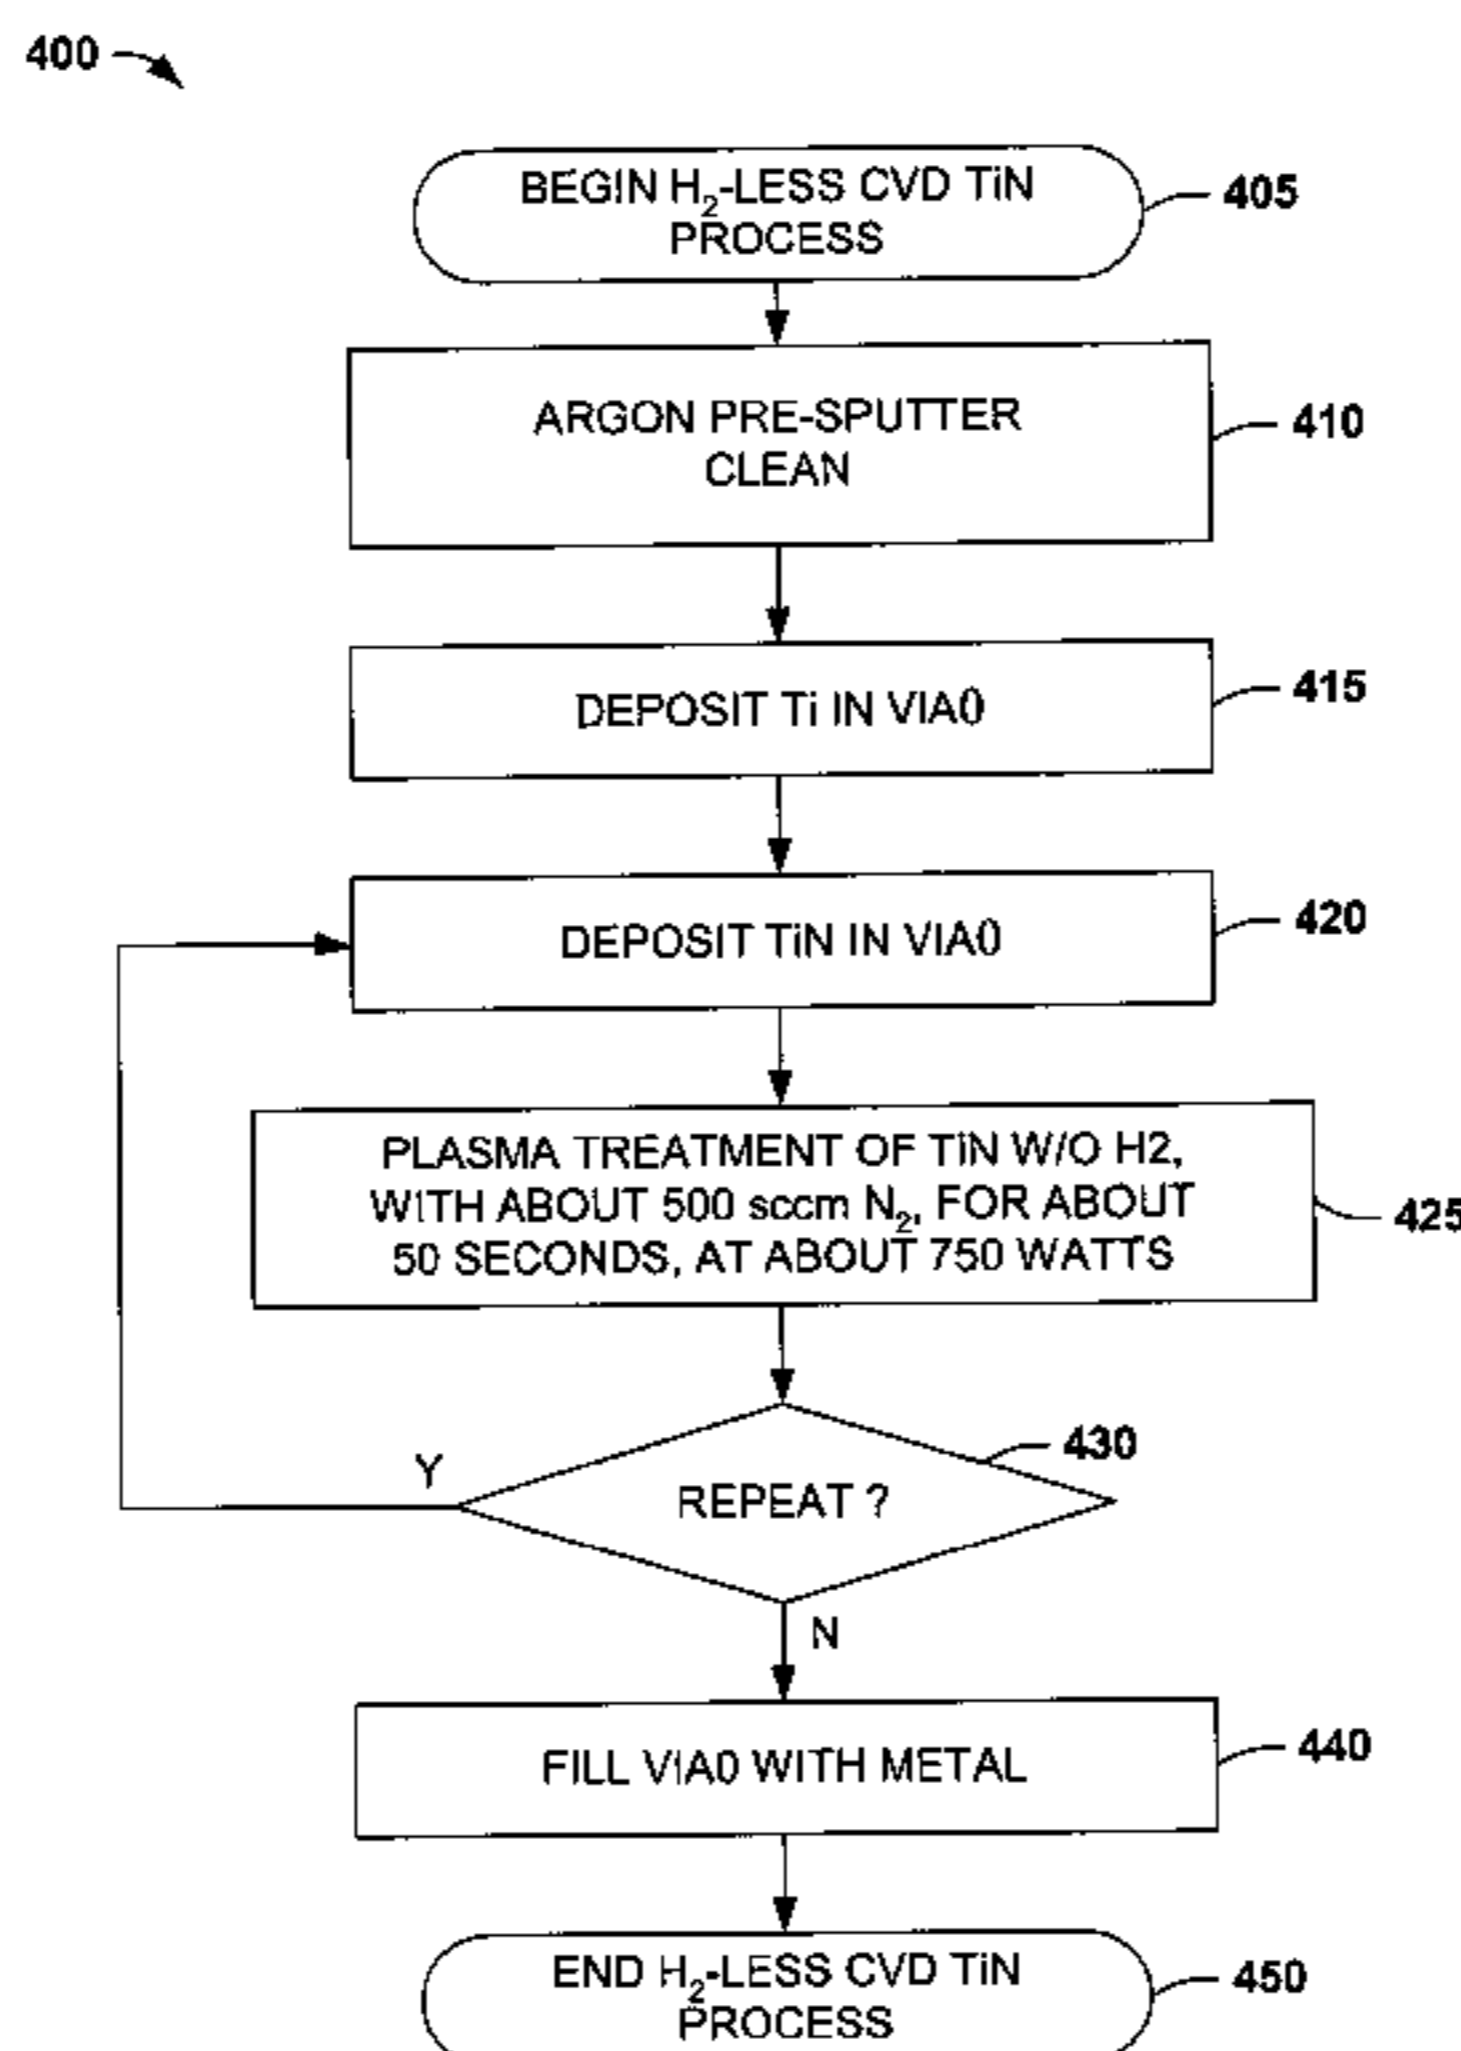 400
BEGIN H₂-LESS CVD TiN
PROCESS
405
ARGON PRE-SPUTTER
CLEAN
410
DEPOSIT Ti IN VIA0
415
DEPOSIT TiN IN VIA0
420
PLASMA TREATMENT OF TiN W/O H2,
WITH ABOUT 500 sccm N₂, FOR ABOUT
50 SECONDS, AT ABOUT 750 WATTS
425
430
Y
REPEAT ?
N
FILL VIA0 WITH METAL
440
END H₂-LESS CVD TiN
PROCESS
450